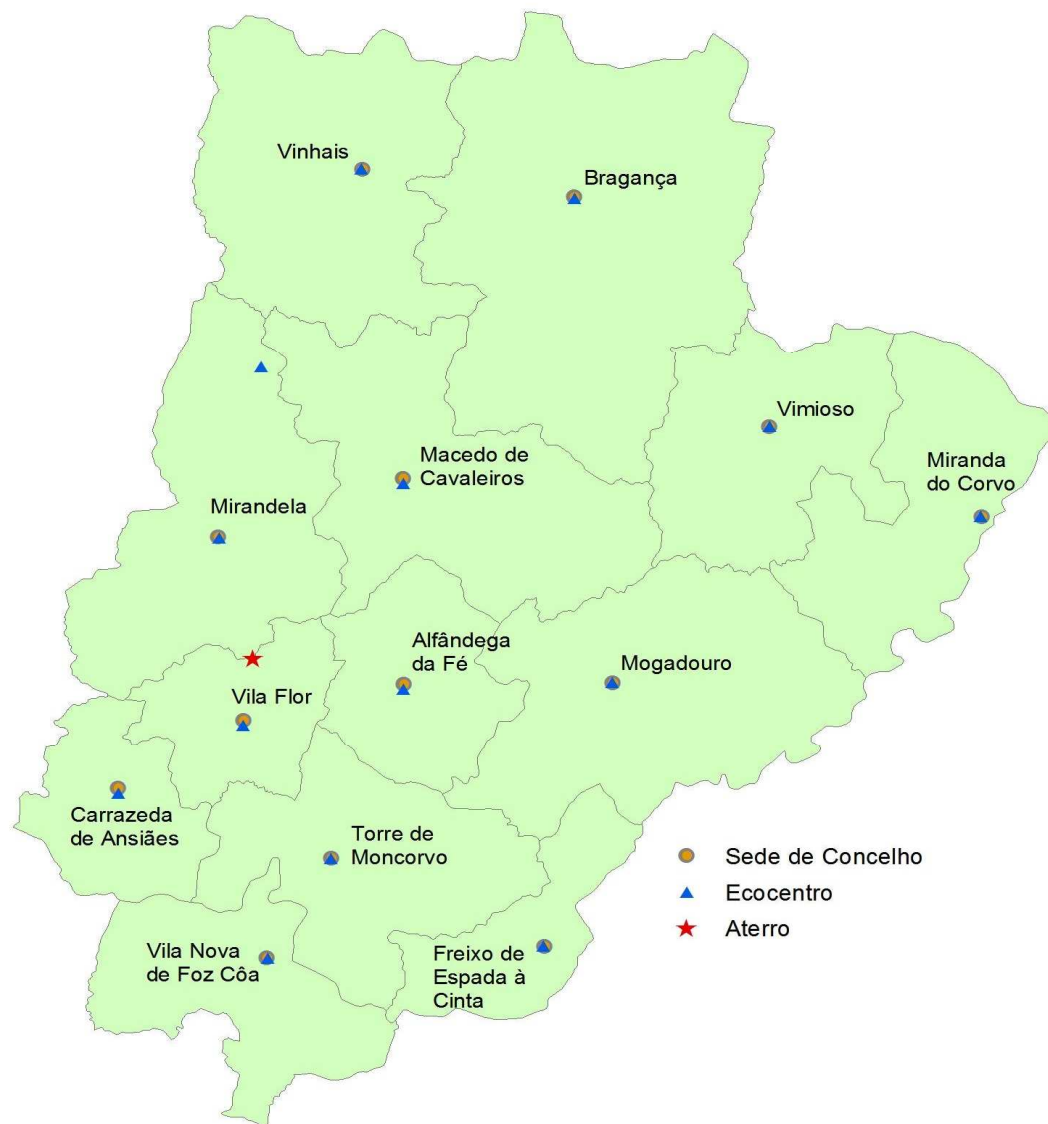 Vinhais
Bragança
Vimioso
Macedo de
Cavaleiros
Miranda
do Corvo
Mirandela
Alfândega
da Fé
Mogadouro
Vila Flor
Carrazeda
de Ansiães
Torre de
Moncorvo
Sede de Concelho
Ecocentro
Aterro
Vila Nova
de Foz Côa
Freixo de
Espada à
Cinta